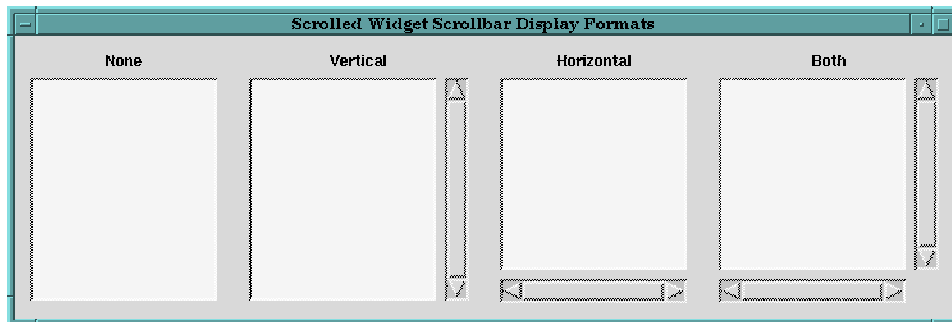 Scrolled Widget Scrollbar Display Formats
None
Vertical
Horizontal
Both